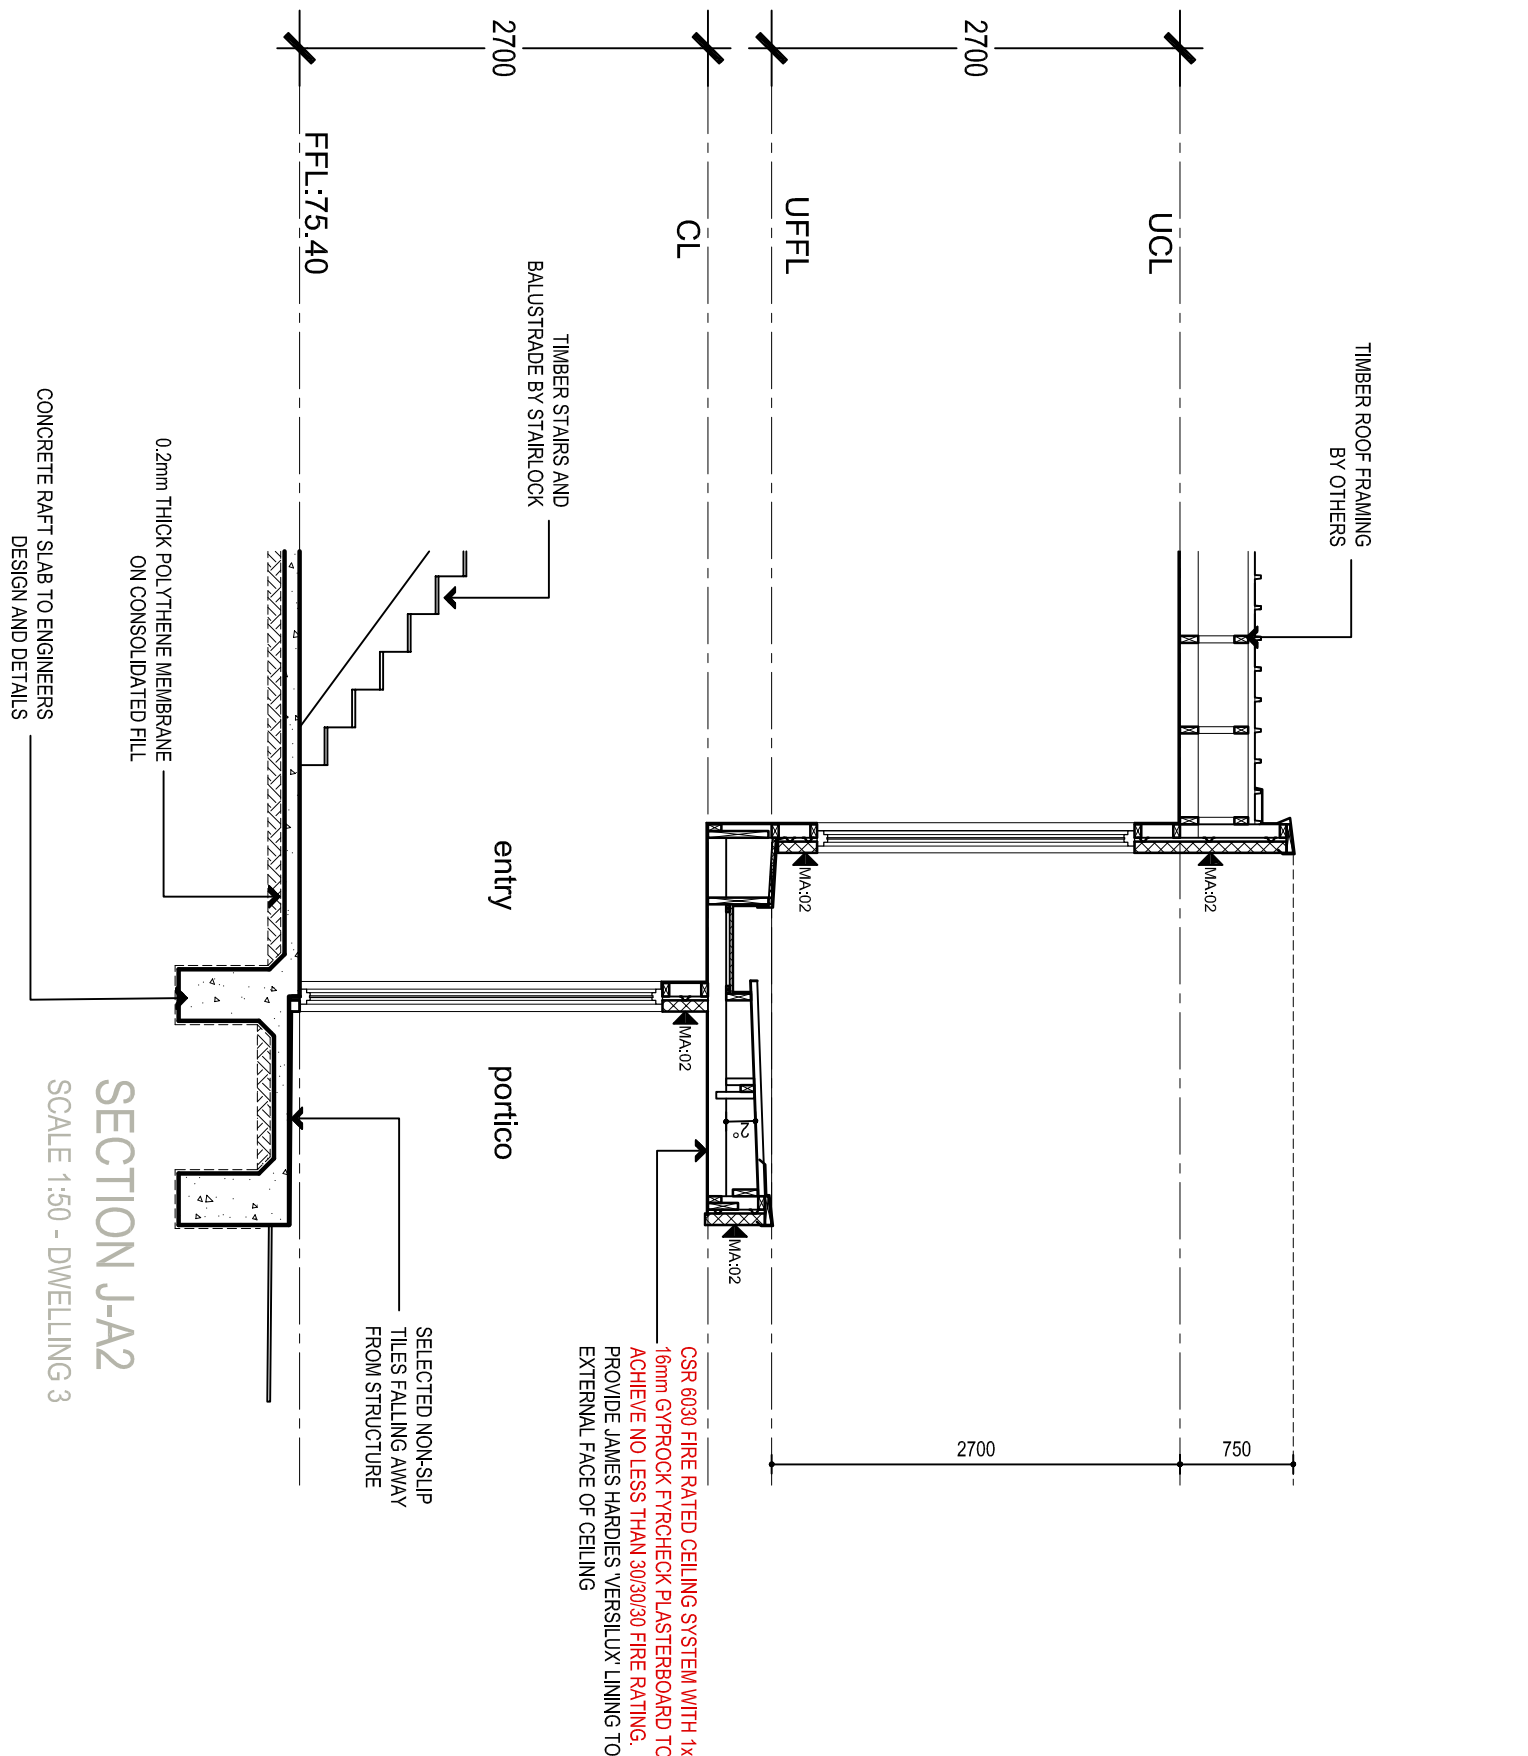 TIMBER ROOF FRAMING
BY OTHERS
2700
UCL
UFFL
MA:02
MA:02
750
2700
2700
CL
FFL:75.40
TIMBER STAIRS AND
BALUSTRADE BY STAIRLOCK
entry
portico
MA:02
2°
MA:02
CSR 6030 FIRE RATED CEILING SYSTEM WITH 1x
16mm GYPROCK FYRCHECK PLASTERBOARD TO
ACHIEVE NO LESS THAN 30/30/30 FIRE RATING.
PROVIDE JAMES HARDIES 'VERSILUX' LINING TO
EXTERNAL FACE OF CEILING
SELECTED NON-SLIP
TILES FALLING AWAY
FROM STRUCTURE
0.2mm THICK POLYTHENE MEMBRANE
ON CONSOLIDATED FILL
CONCRETE RAFT SLAB TO ENGINEERS
DESIGN AND DETAILS
SECTION J-A2
SCALE 1:50 - DWELLING 3